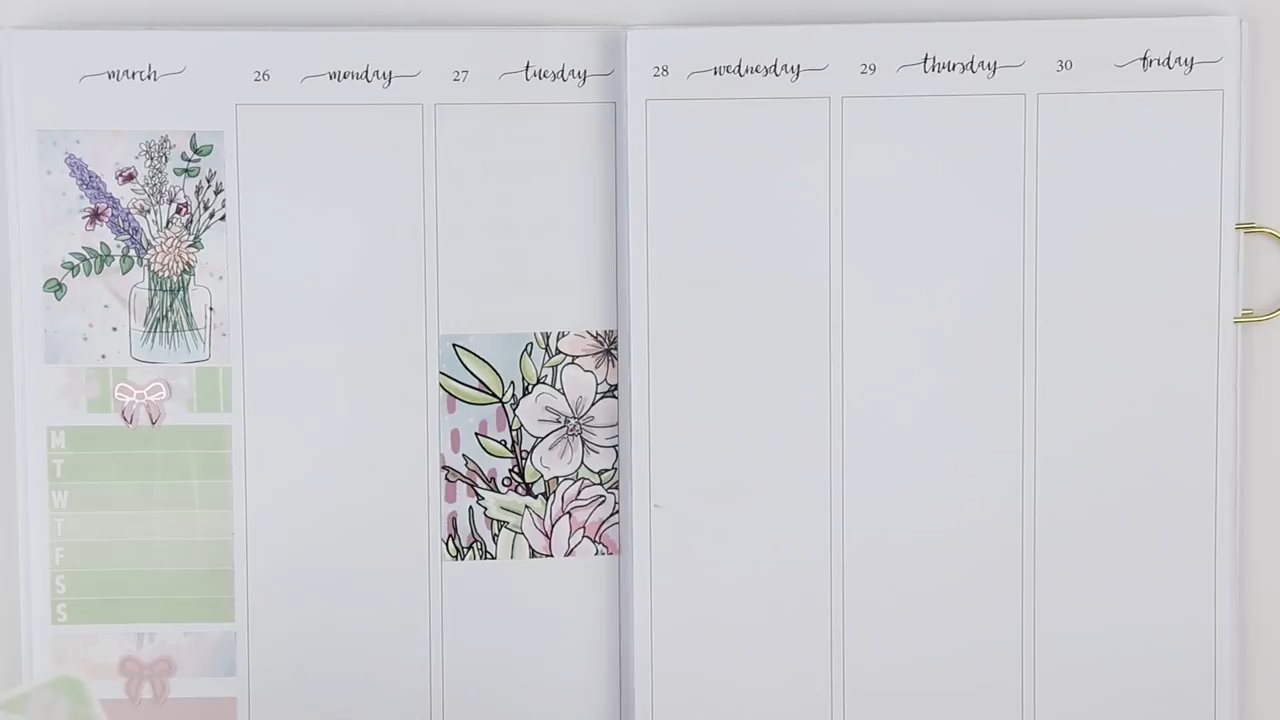 march
26 monday
27 tuesday
28 wednesday
29 thursday
30 friday
M
T
W
T
F
S
S